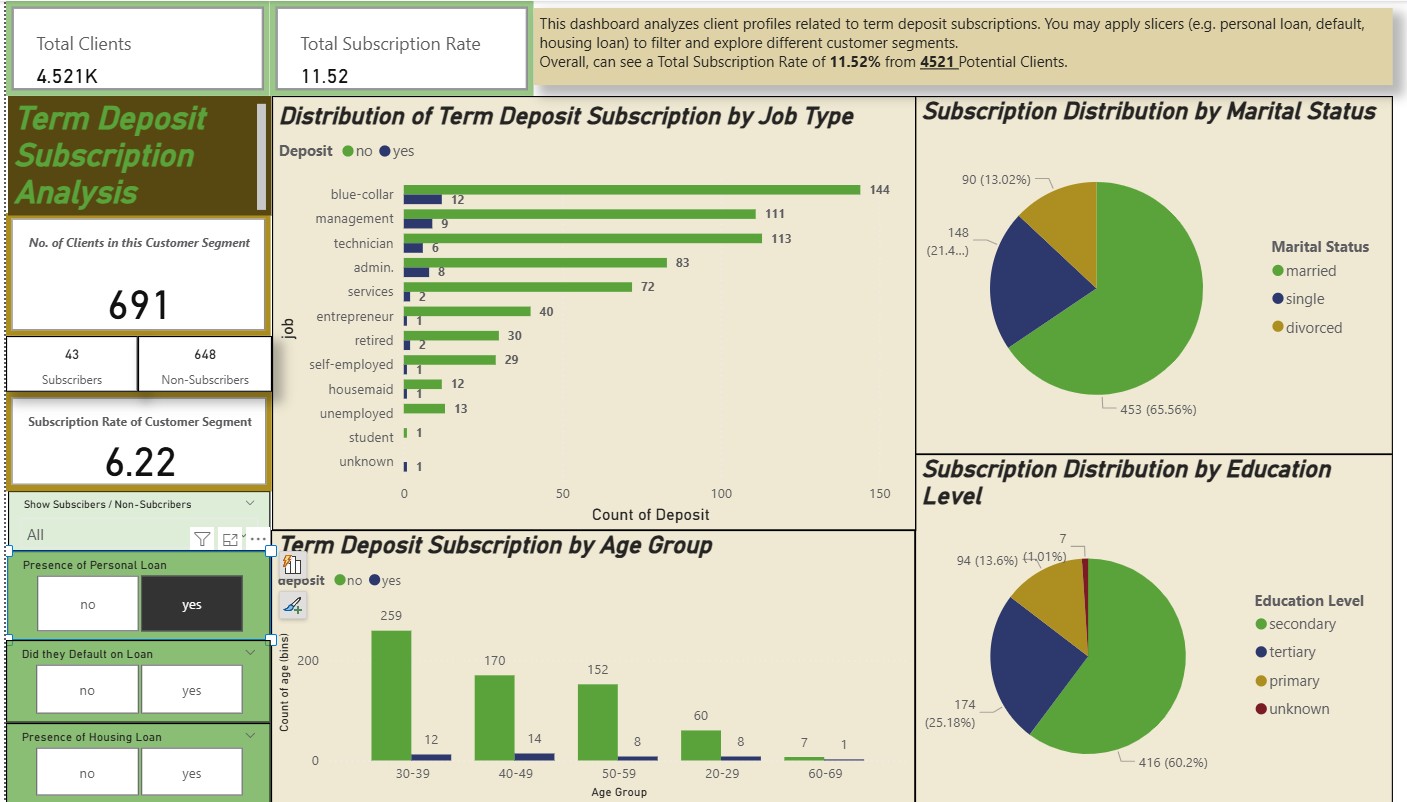 Total Clients
4.521K
Total Subscription Rate
11.52
This dashboard analyzes client profiles related to term deposit subscriptions. You may apply slicers (e.g. personal loan, default,
housing loan) to filter and explore different customer segments.
Overall, can see a Total Subscription Rate of 11.52% from 4521 Potential Clients.
Term Deposit
Subscription
Analysis
No. of Clients in this Customer Segment
691
43
Subscribers
648
Non-Subscribers
Subscription Rate of Customer Segment
6.22
Show Subscibers / Non-Subcribers
All
Presence of Personal Loan
no
yes
Did they Default on Loan
no
yes
Presence of Housing Loan
no
yes
Distribution of Term Deposit Subscription by Job Type
Deposit no yes
job
blue-collar 144
12
management 111
9
technician 113
6
admin. 83
8
services 72
2
entrepreneur 40
1
retired 30
2
self-employed 29
1
housemaid 12
1
unemployed 13
student 1
unknown 1
0 50 100 150
Count of Deposit
Term Deposit Subscription by Age Group
deposit no yes
Count of age (bins)
200
0
259
12
170
14
152
8
60
8
7
1
30-39 40-49 50-59 20-29 60-69
Age Group
Subscription Distribution by Marital Status
90 (13.02%)
148
(21.4...)
453 (65.56%)
Marital Status
married
single
divorced
Subscription Distribution by Education
Level
7
(1.01%)
94 (13.6%)
174
(25.18%)
416 (60.2%)
Education Level
secondary
tertiary
primary
unknown